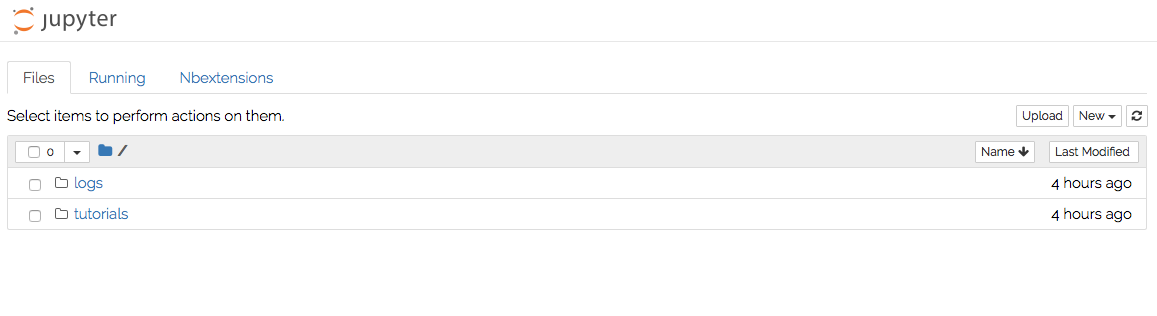 jupyter
Files Running Nbextensions
Select items to perform actions on them. Upload New
0 / Name Last Modified
logs 4 hours ago
tutorials 4 hours ago